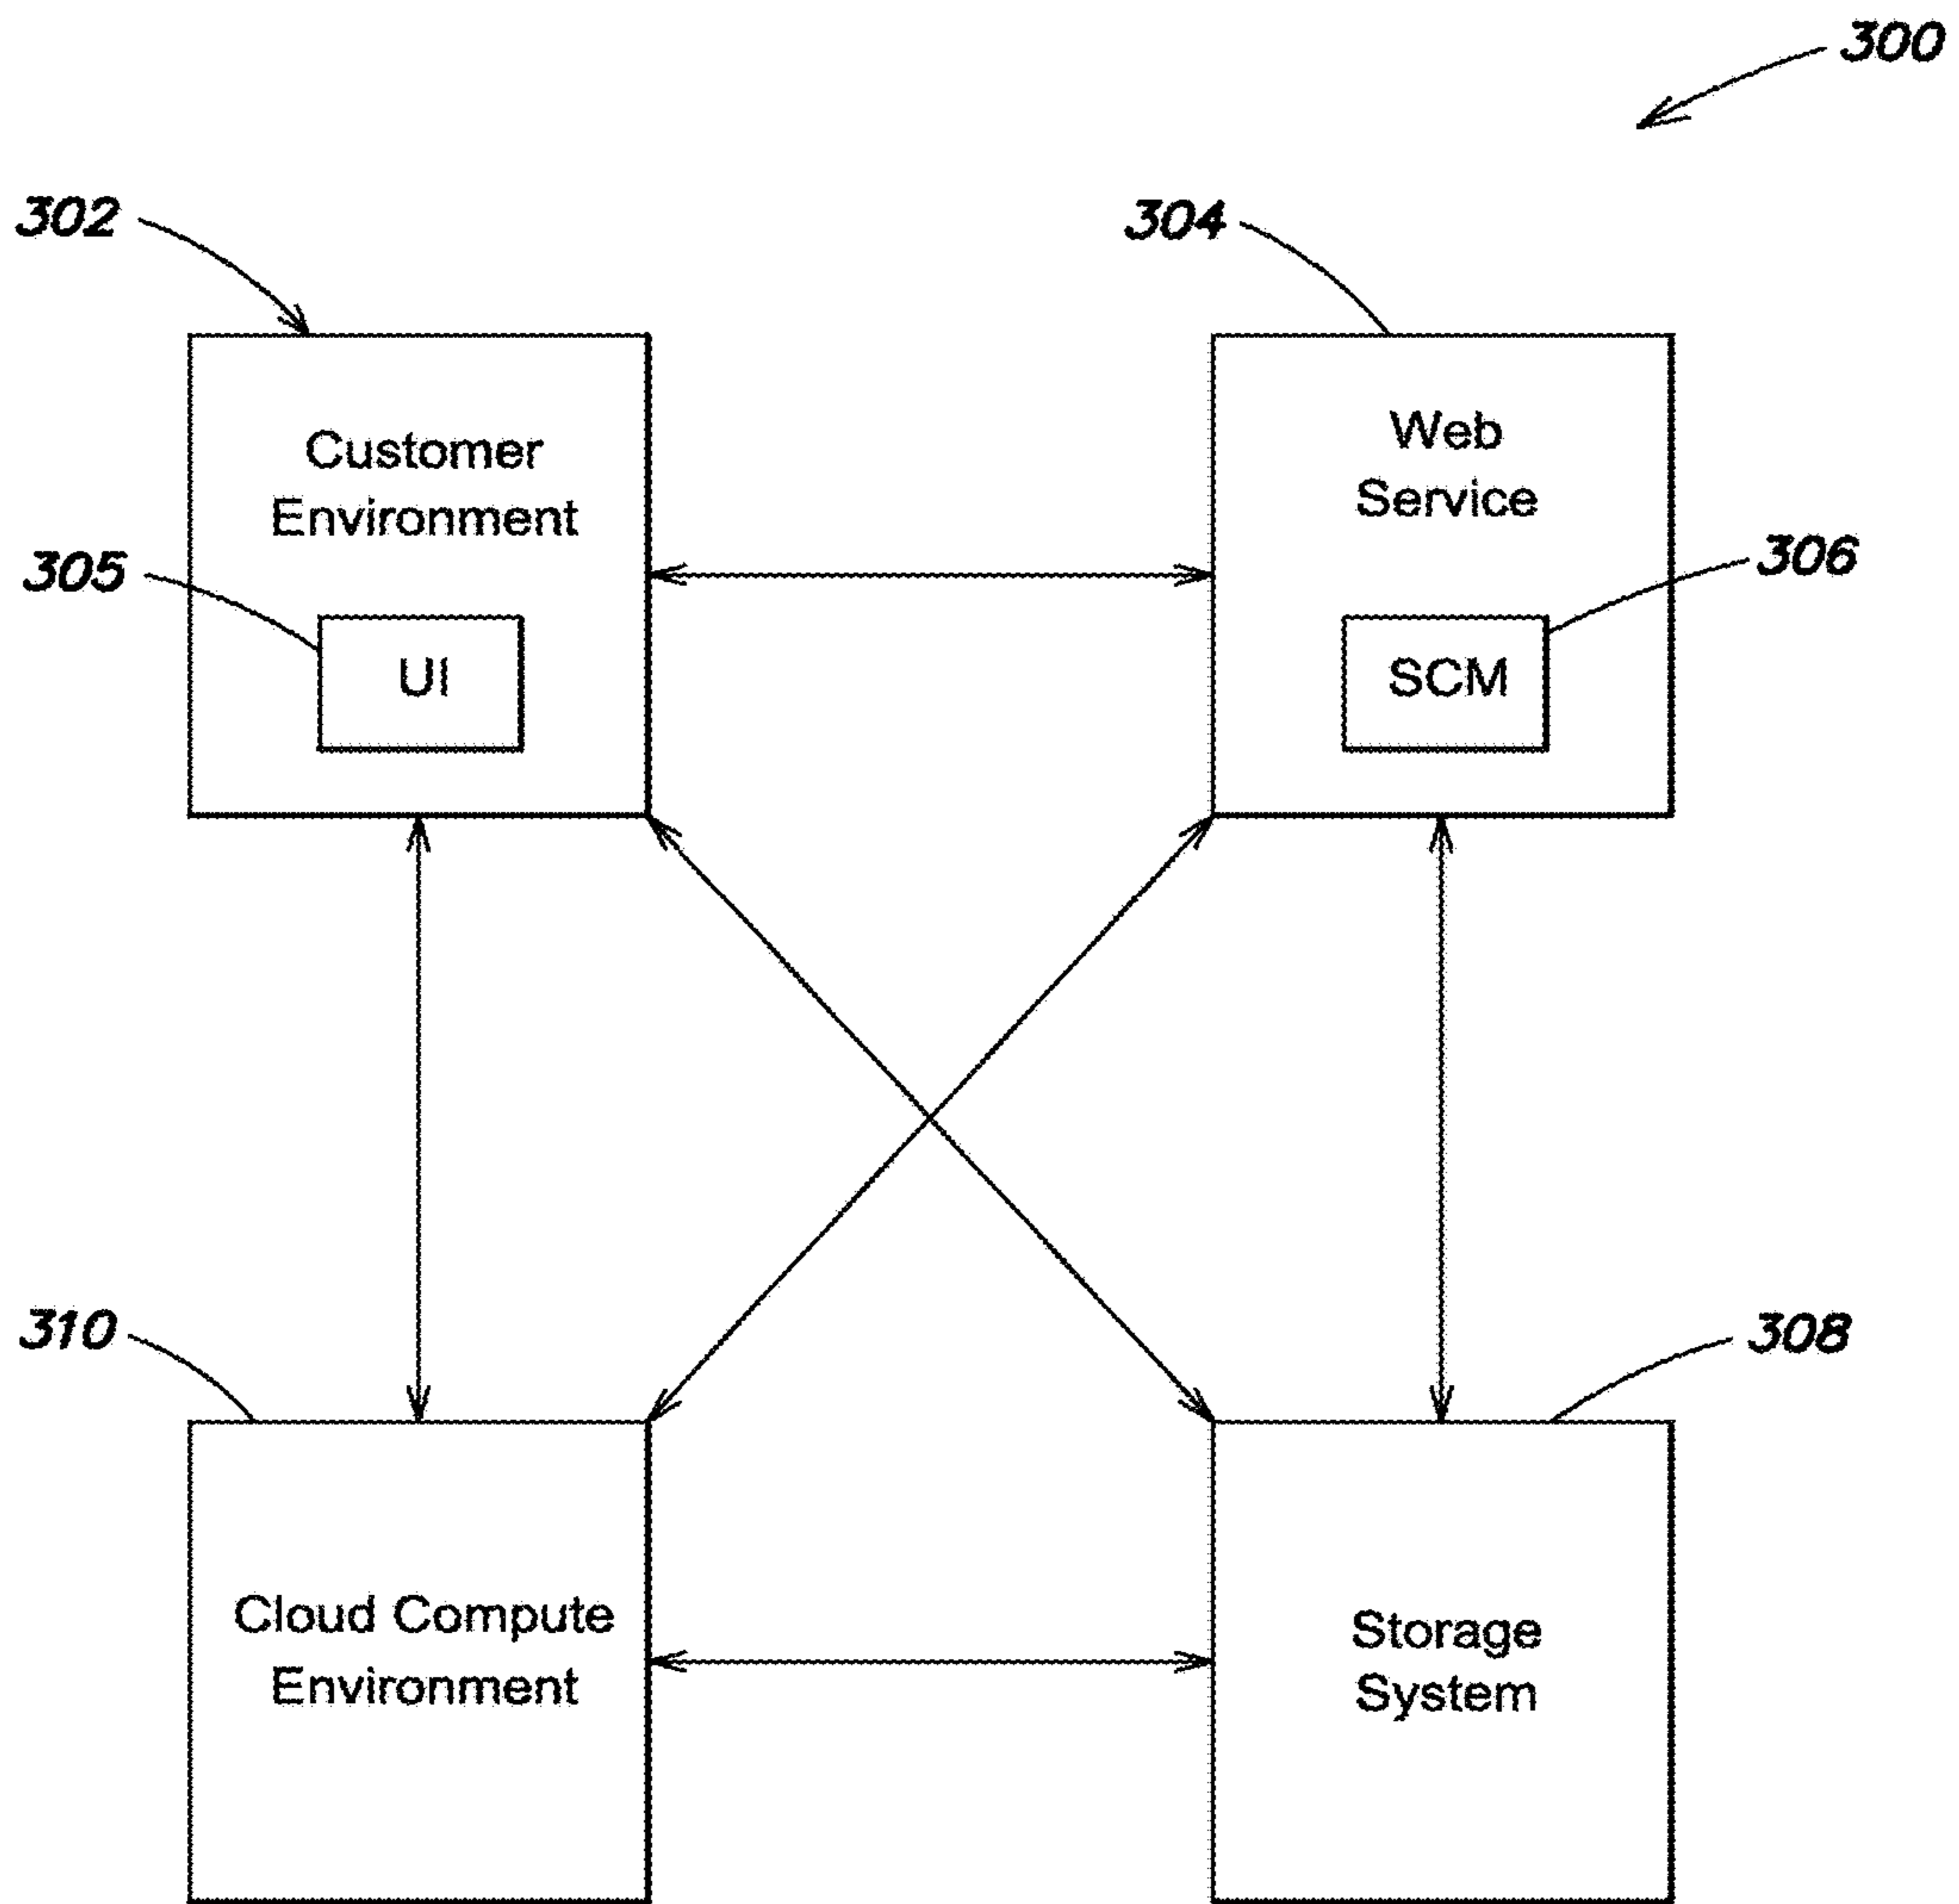 300
302
304
Customer
Environment
Web
Service
305
306
UI
SCM
310
308
Cloud Compute
Environment
Storage
System